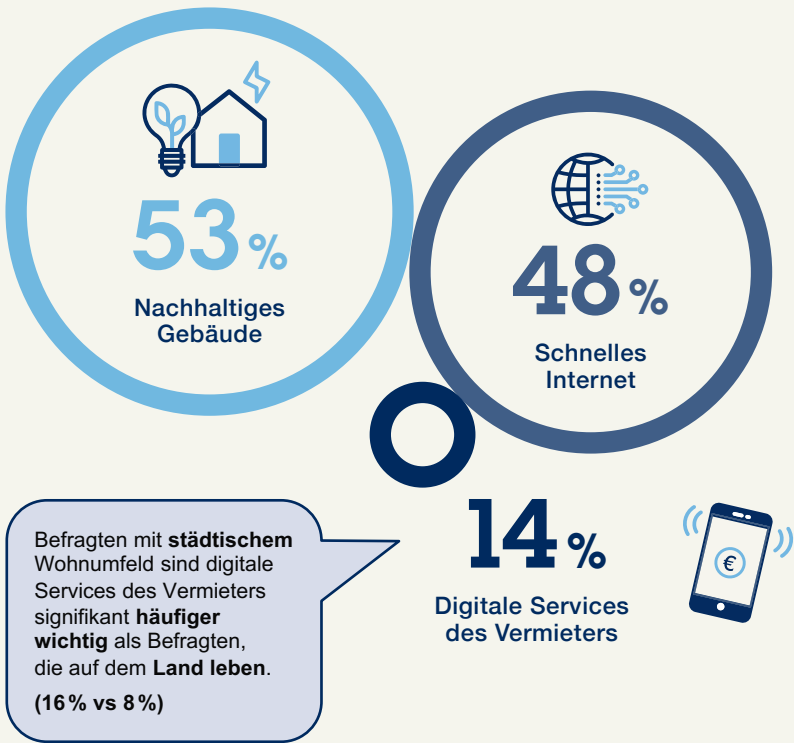 53 %
Nachhaltiges
Gebäude
48 %
Schnelles
Internet
14 %
Digitale Services
des Vermieters
€
Befragten mit städtischem
Wohnumfeld sind digitale
Services des Vermieters
signifikant häufiger
wichtig als Befragten,
die auf dem Land leben.
(16 % vs 8 %)